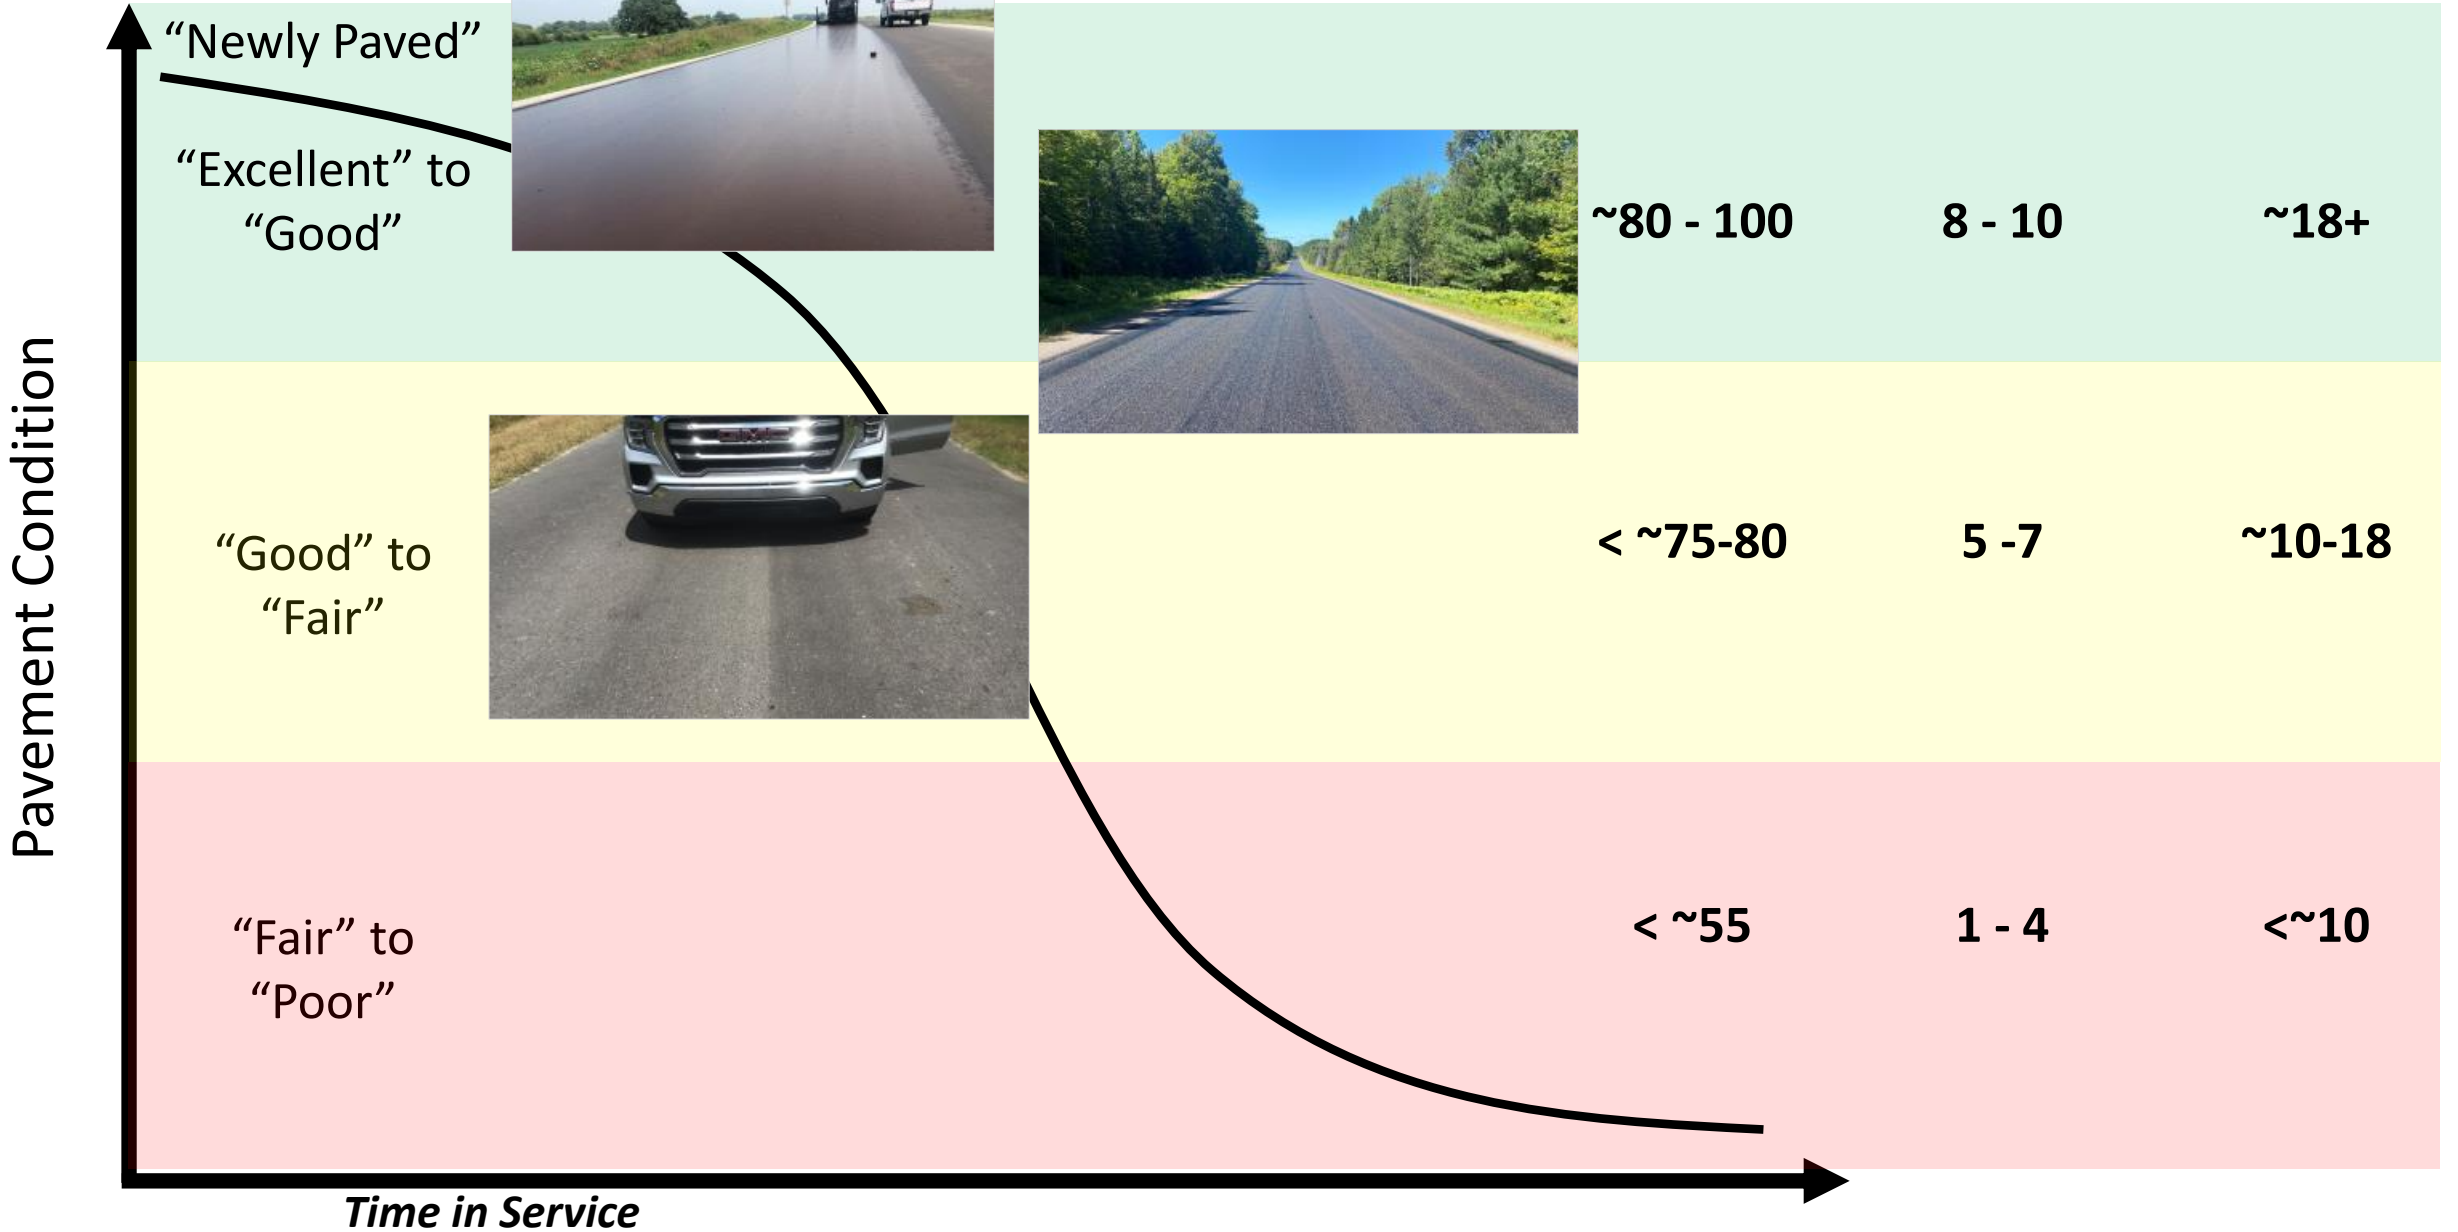 “Newly Paved”
“Excellent” to
“Good”
~80 - 100
8 - 10
~18+
Pavement Condition
“Good” to
“Fair”
GMC
< ~75-80
5 -7
~10-18
“Fair” to
“Poor”
< ~55
1 - 4
<~10
Time in Service